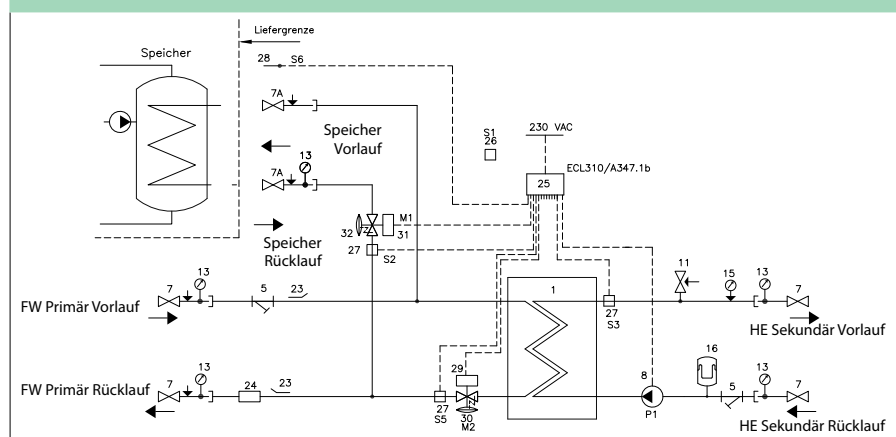 Liefergrenze
Speicher
28 S6
7A
Speicher
Vorlauf
S1
26
230 VAC
ECL310/A347.1b
25
13
7A
M1
32
31
27
S2
Speicher
Rücklauf
7
13
5
23
1
11
15
13
7
FW Primär Vorlauf
27
S3
HE Sekundär Vorlauf
29
16
FW Primär Rücklauf
7
13
24
23
8
5
13
7
27
S5
30
M2
P1
HE Sekundär Rücklauf